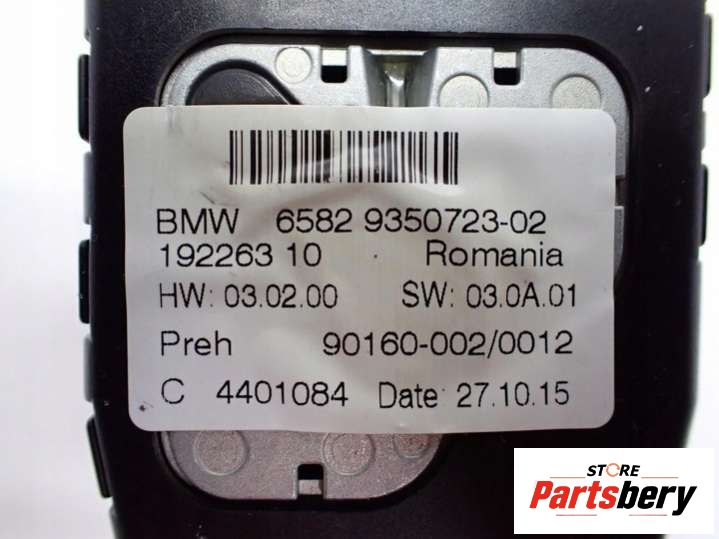 BMW 6582 9350723-02
192263 10 Romania
HW: 03.02.00 SW: 03.0A.01
Preh 90160-002/0012
C 4401084 Date: 27.10.15
STORE
Partsbery